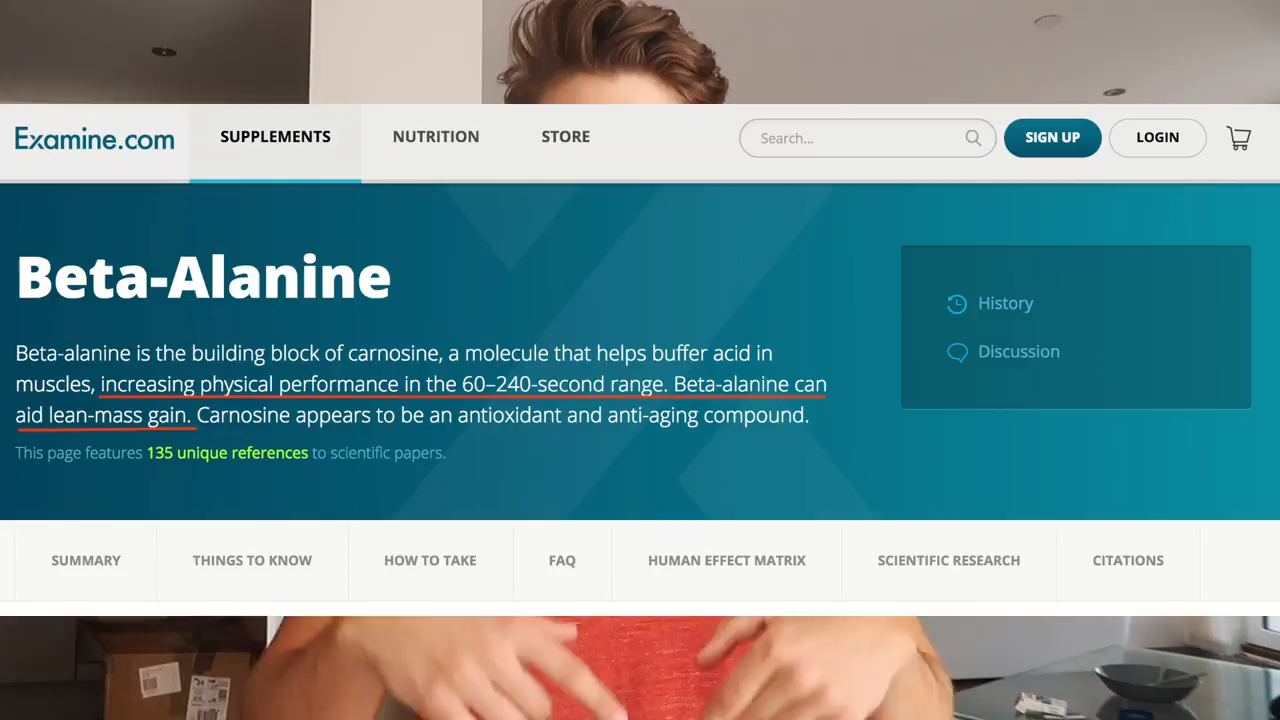 Examine.com
SUPPLEMENTS
NUTRITION
STORE
Search...
SIGN UP
LOGIN
Beta-Alanine
Beta-alanine is the building block of carnosine, a molecule that helps buffer acid in
muscles, increasing physical performance in the 60–240-second range. Beta-alanine can
aid lean-mass gain. Carnosine appears to be an antioxidant and anti-aging compound.
This page features 135 unique references to scientific papers.
History
Discussion
SUMMARY
THINGS TO KNOW
HOW TO TAKE
FAQ
HUMAN EFFECT MATRIX
SCIENTIFIC RESEARCH
CITATIONS